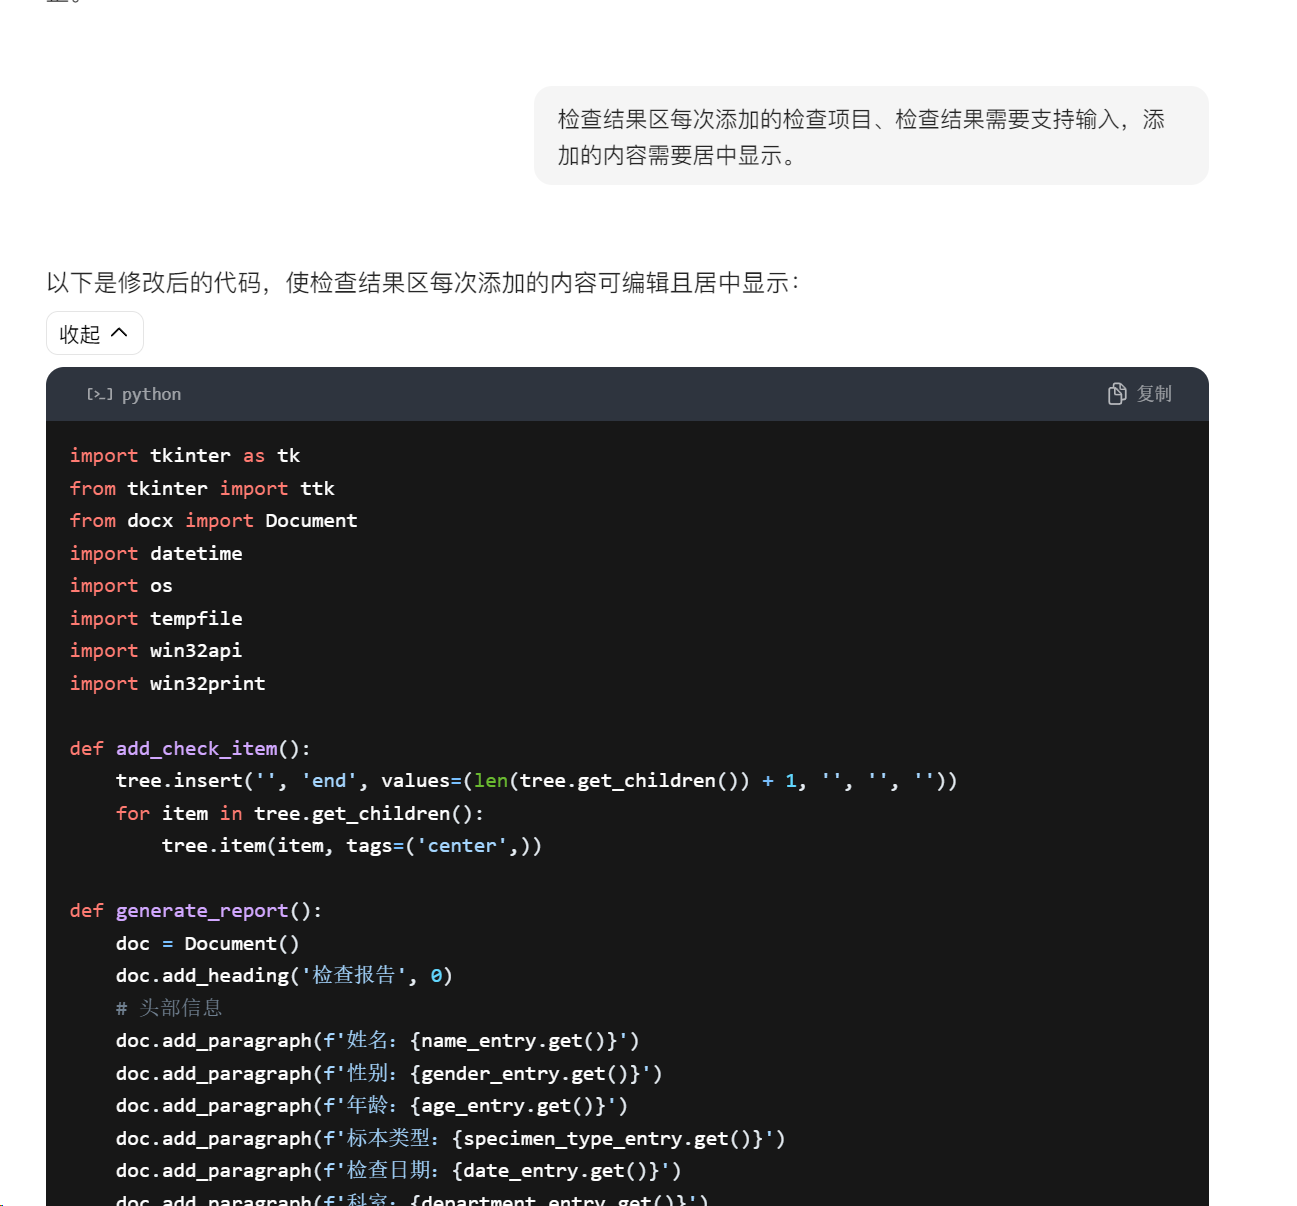 检查结果区每次添加的检查项目、检查结果需要支持输入，添
加的内容需要居中显示。
以下是修改后的代码，使检查结果区每次添加的内容可编辑且居中显示：
收起
[>_] python
复制
import tkinter as tk
from tkinter import ttk
from docx import Document
import datetime
import os
import tempfile
import win32api
import win32print
def add_check_item():
    tree.insert('', 'end', values=(len(tree.get_children()) + 1, '', '', ''))
    for item in tree.get_children():
        tree.item(item, tags=('center',))
def generate_report():
    doc = Document()
    doc.add_heading('检查报告', 0)
    # 头部信息
    doc.add_paragraph(f'姓名：{name_entry.get()}')
    doc.add_paragraph(f'性别：{gender_entry.get()}')
    doc.add_paragraph(f'年龄：{age_entry.get()}')
    doc.add_paragraph(f'标本类型：{specimen_type_entry.get()}')
    doc.add_paragraph(f'检查日期：{date_entry.get()}')
    doc.add_paragraph(f'科室：{department_entry.get()}')